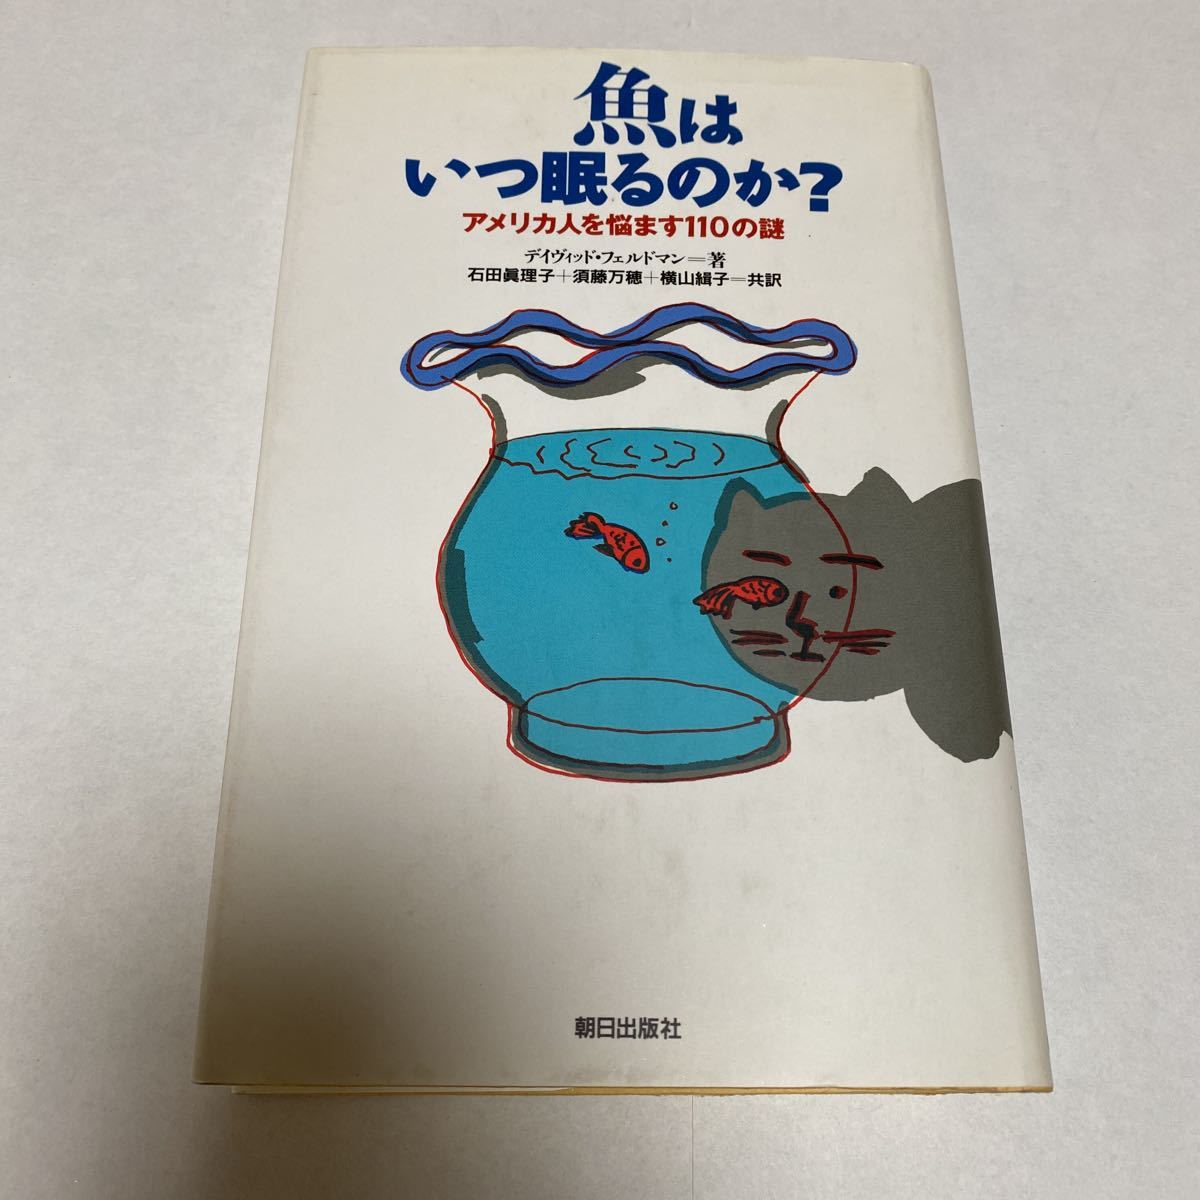 魚は
いつ眠るのか?
アメリカ人を悩ます110の謎
デイヴィッド・フェルドマン=著
石田眞理子+須藤万穂+横山緝子=共訳
朝日出版社